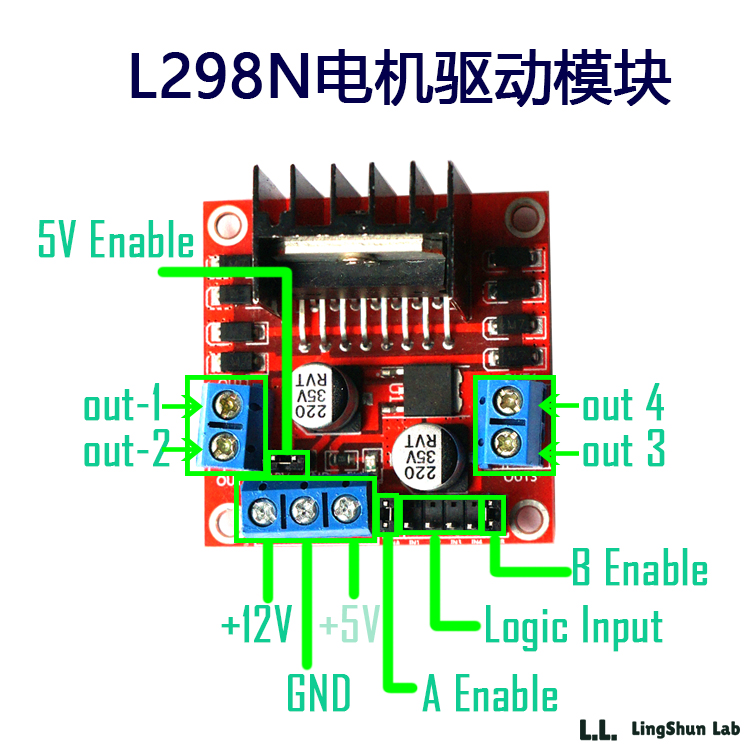 L298N电机驱动模块
5V Enable
out-1
out-2
220
35V
RVT
220
35V
RVT
U1
out 4
out 3
B Enable
+12V
+5V
Logic Input
GND
A Enable
L.L. LingShun Lab